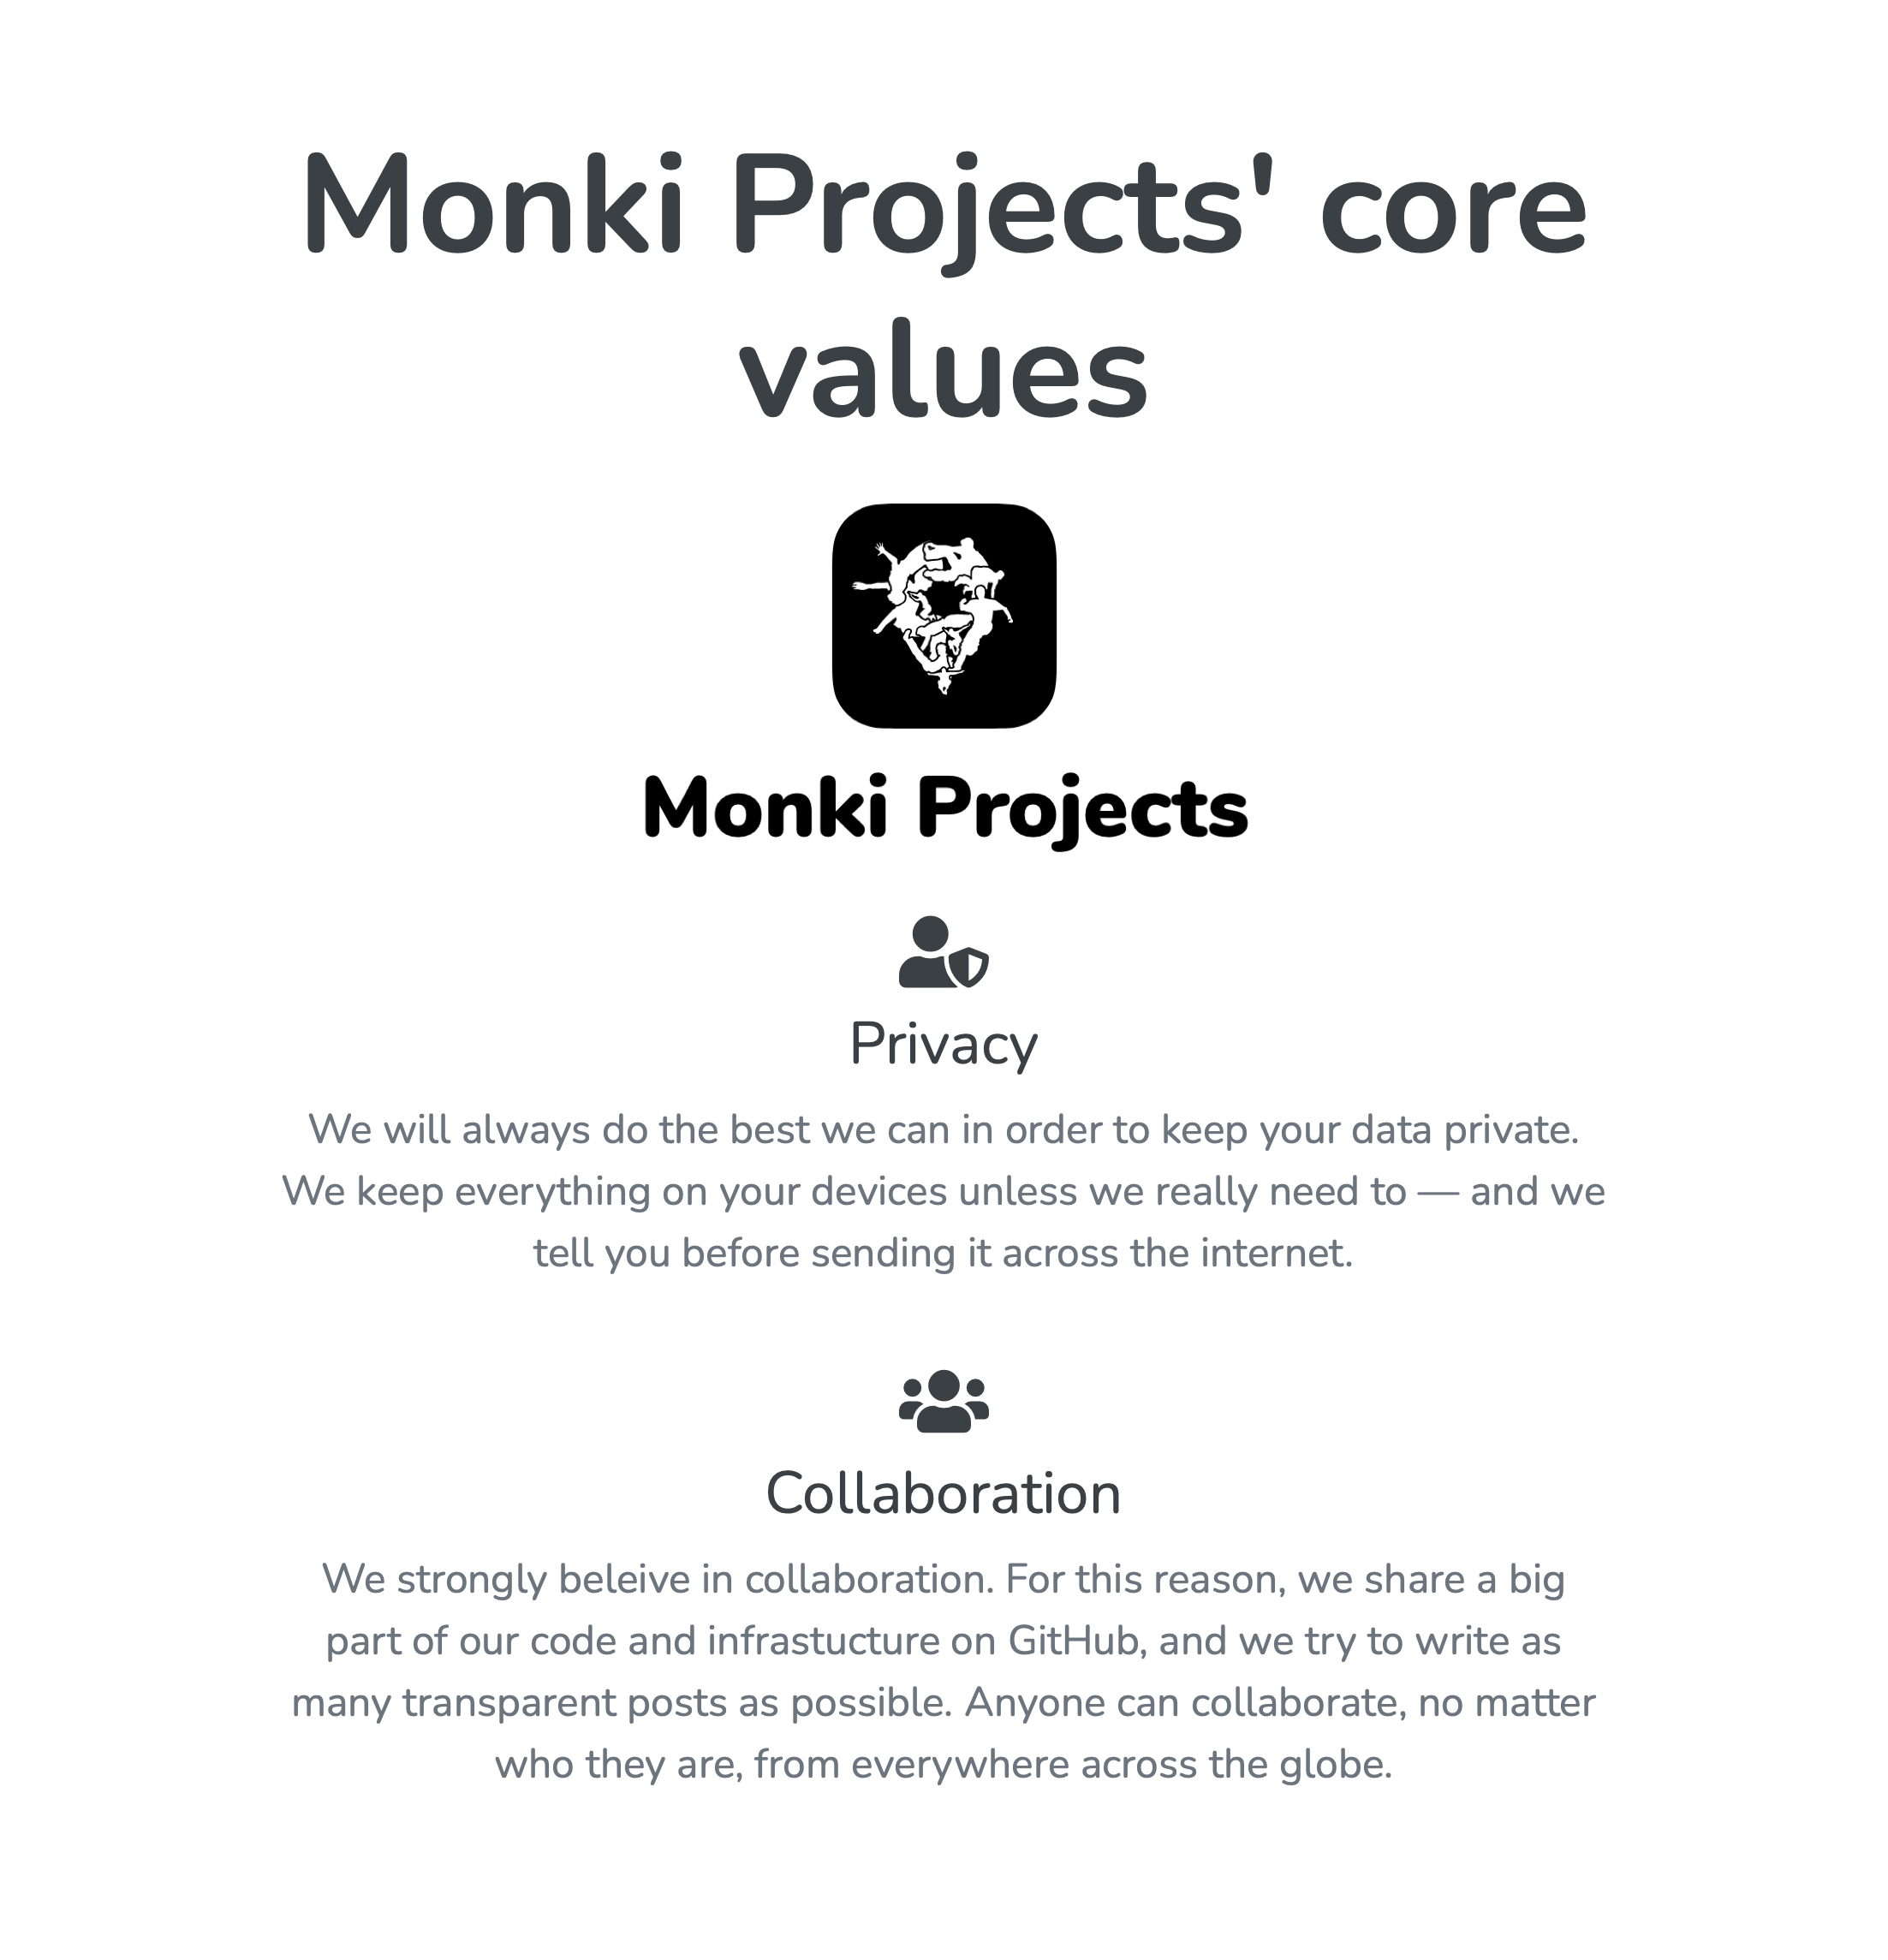 Monki Projects' core
values
Monki Projects
Privacy
We will always do the best we can in order to keep your data private.
We keep everything on your devices unless we really need to — and we
tell you before sending it across the internet.
Collaboration
We strongly beleive in collaboration. For this reason, we share a big
part of our code and infrastucture on GitHub, and we try to write as
many transparent posts as possible. Anyone can collaborate, no matter
who they are, from everywhere across the globe.